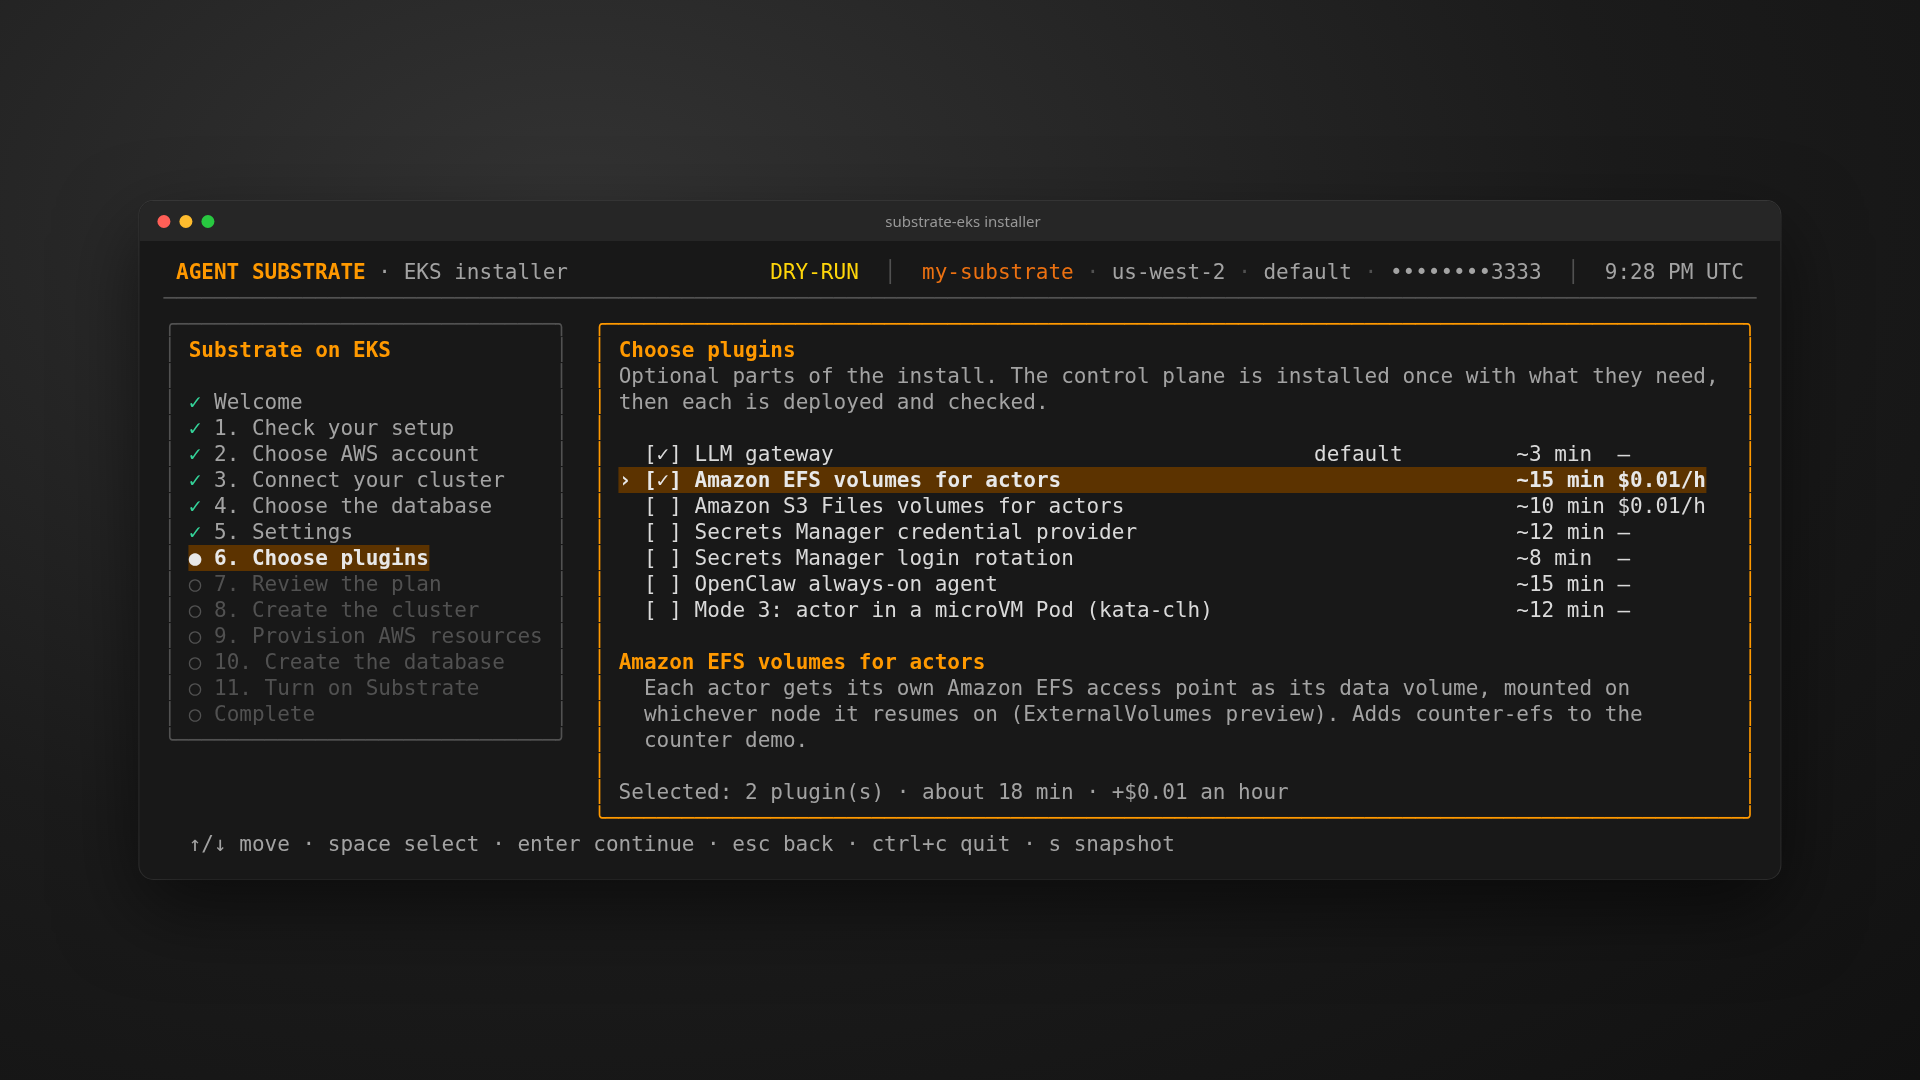 substrate-eks installer
AGENT SUBSTRATE · EKS installer DRY-RUN │ my-substrate · us-west-2 · default · ••••••••3333 │ 9:28 PM UTC
Substrate on EKS
✓ Welcome
✓ 1. Check your setup
✓ 2. Choose AWS account
✓ 3. Connect your cluster
✓ 4. Choose the database
✓ 5. Settings
● 6. Choose plugins
○ 7. Review the plan
○ 8. Create the cluster
○ 9. Provision AWS resources
○ 10. Create the database
○ 11. Turn on Substrate
○ Complete
Choose plugins
Optional parts of the install. The control plane is installed once with what they need,
then each is deployed and checked.
[✓] LLM gateway default ~3 min —
› [✓] Amazon EFS volumes for actors ~15 min $0.01/h
[ ] Amazon S3 Files volumes for actors ~10 min $0.01/h
[ ] Secrets Manager credential provider ~12 min —
[ ] Secrets Manager login rotation ~8 min —
[ ] OpenClaw always-on agent ~15 min —
[ ] Mode 3: actor in a microVM Pod (kata-clh) ~12 min —
Amazon EFS volumes for actors
Each actor gets its own Amazon EFS access point as its data volume, mounted on
whichever node it resumes on (ExternalVolumes preview). Adds counter-efs to the
counter demo.
Selected: 2 plugin(s) · about 18 min · +$0.01 an hour
↑/↓ move · space select · enter continue · esc back · ctrl+c quit · s snapshot